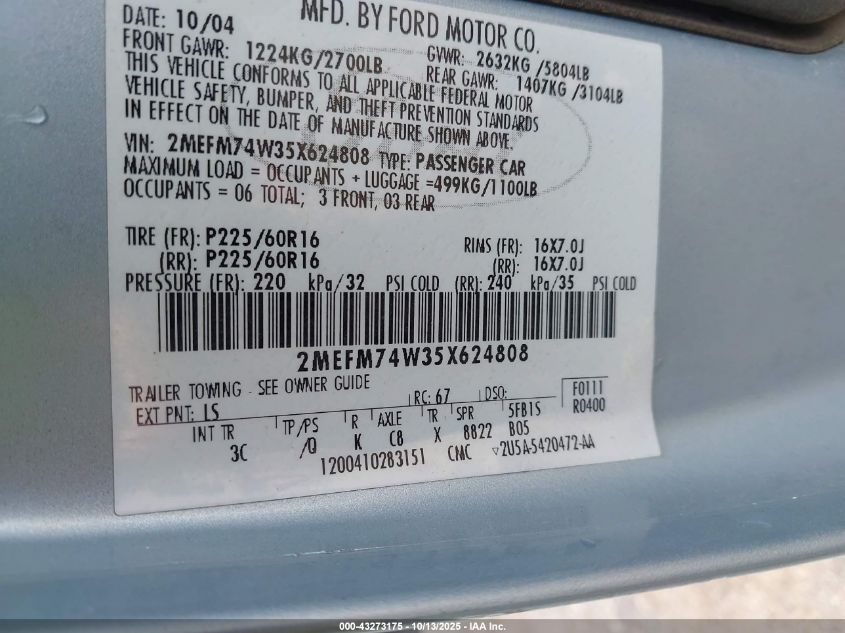 DATE: 10/04
MFD. BY FORD MOTOR CO.
FRONT GAWR: 1224KG/2700LB
GVWR: 2632KG /5804LB
REAR GAWR: 1407KG /3104LB
THIS VEHICLE CONFORMS TO ALL APPLICABLE FEDERAL MOTOR
VEHICLE SAFETY, BUMPER, AND THEFT PREVENTION STANDARDS
IN EFFECT ON THE DATE OF MANUFACTURE SHOWN ABOVE.
VIN: 2MEFM74W35X624808 TYPE: PASSENGER CAR
MAXIMUM LOAD = OCCUPANTS + LUGGAGE =499KG/1100LB
OCCUPANTS = 06 TOTAL; 3 FRONT, 03 REAR
TIRE (FR): P225/60R16 RIMS (FR): 16X7.0J
(RR): P225/60R16 (RR): 16X7.0J
PRESSURE (FR): 220 kPa/32 PSI COLD (RR): 240 kPa/35 PSI COLD
2MEFM74W35X624808
TRAILER TOWING - SEE OWNER GUIDE
EXT PNT: LS RC: 67 DSO: F0111
R0400
INT TR TP/PS R AXLE TR SPR 5FB15
3C /Q K C8 X 8822 B05
1200410283151 CMC ▽2U5A-5420472-AA
000-43273175 - 10/13/2025 - IAA Inc.